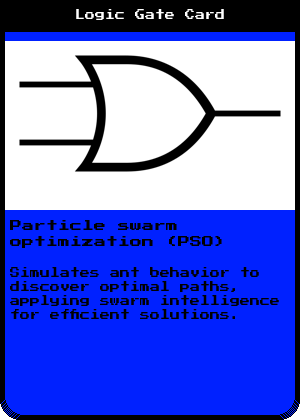 Logic Gate Card
Particle swarm
optimization (PSO)
Simulates ant behavior to
discover optimal paths,
applying swarm intelligence
for efficient solutions.